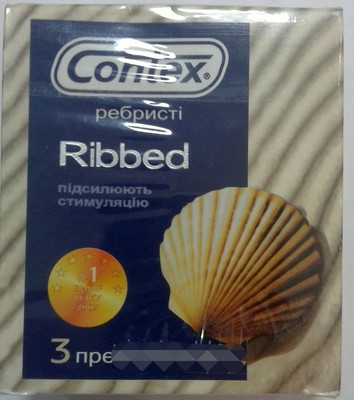 Contex®
ребристі
Ribbed
підсилюють
стимуляцію
1
3 пре